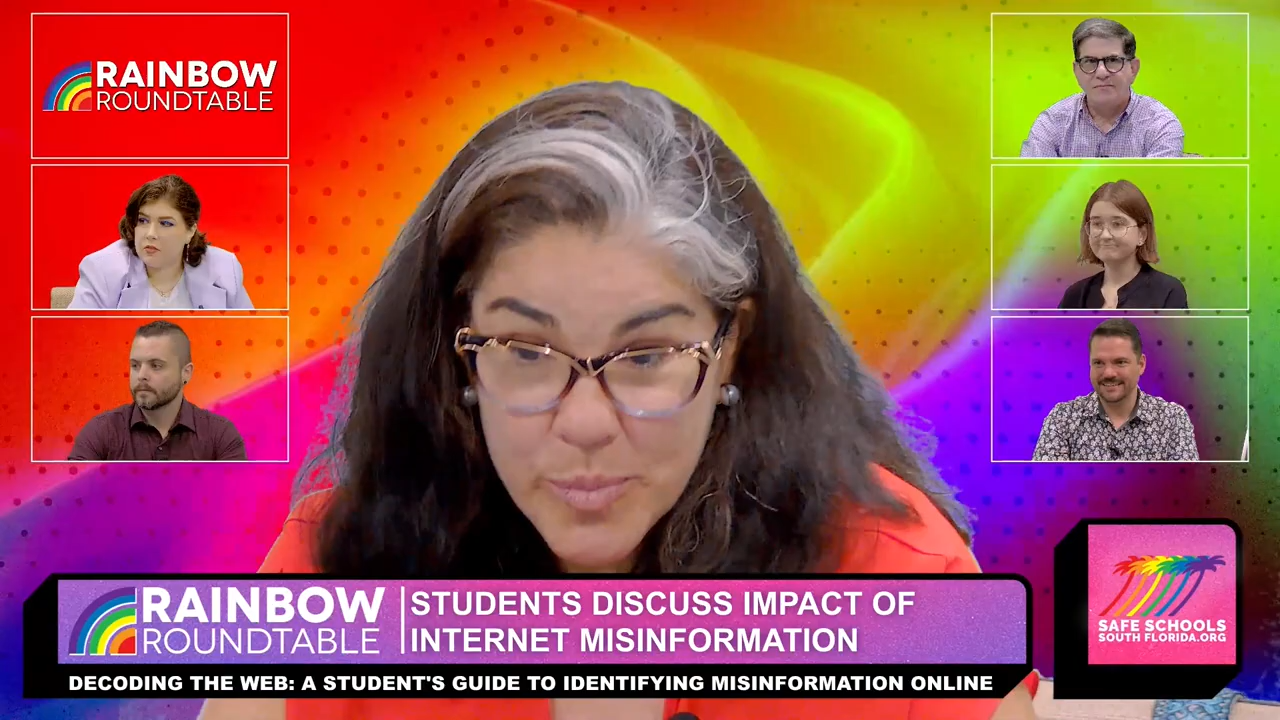 RAINBOW
ROUNDTABLE
RAINBOW
ROUNDTABLE
STUDENTS DISCUSS IMPACT OF
INTERNET MISINFORMATION
DECODING THE WEB: A STUDENT'S GUIDE TO IDENTIFYING MISINFORMATION ONLINE
SAFE SCHOOLS
SOUTH FLORIDA.ORG